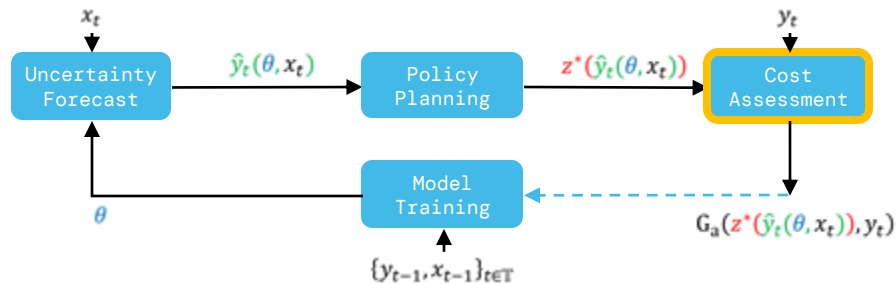 x_t
y_t
Uncertainty
Forecast
ŷ_t(θ, x_t)
Policy
Planning
z*(ŷ_t(θ, x_t))
Cost
Assessment
Model
Training
θ
G_a(z*(ŷ_t(θ, x_t)), y_t)
{y_{t−1}, x_{t−1}}_{t∈𝕋}